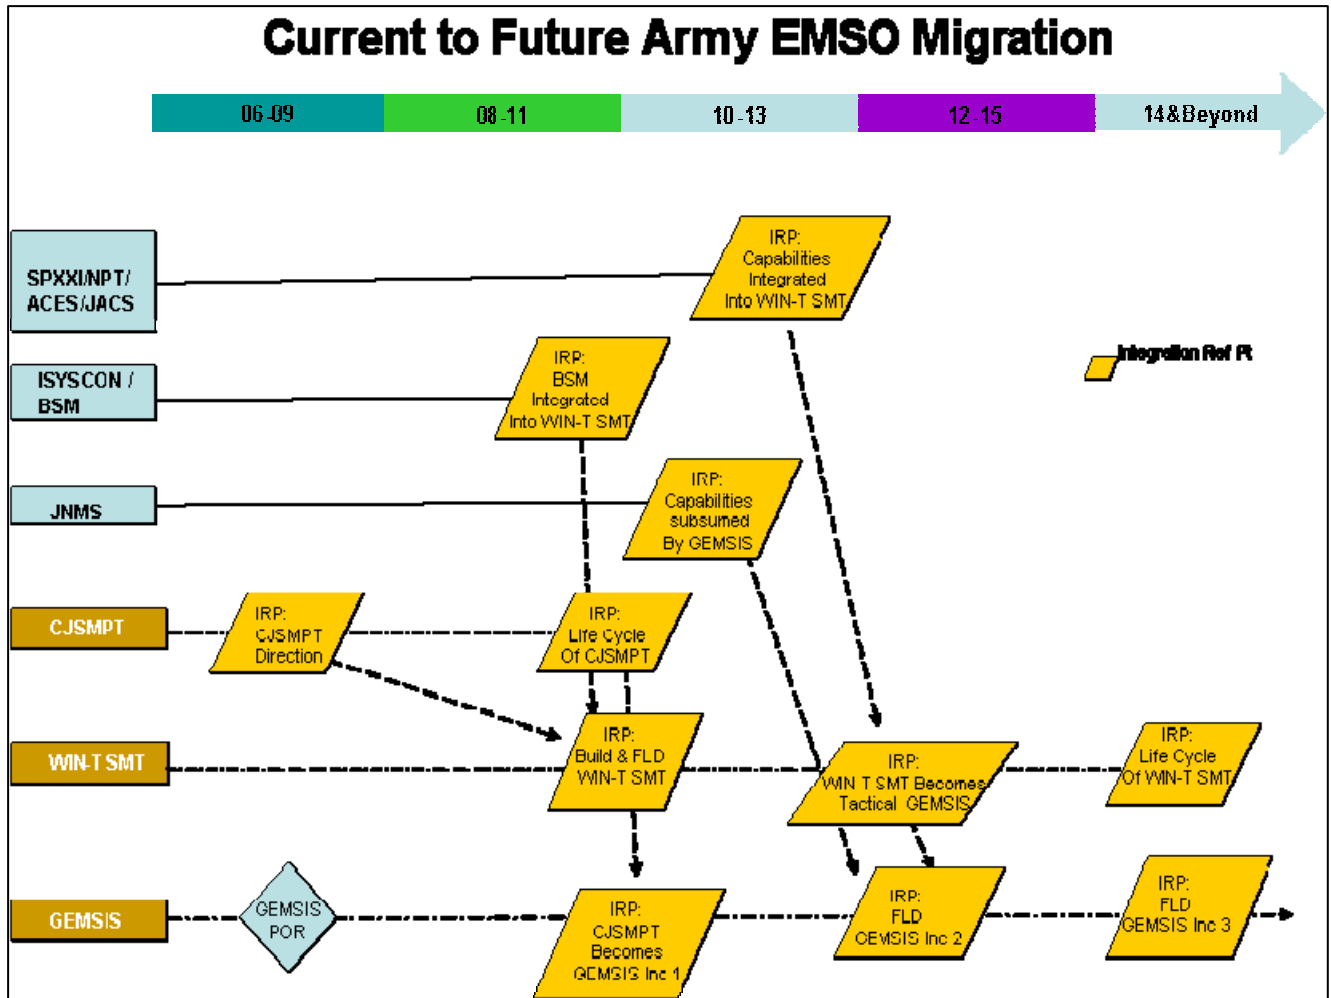 Current to Future Army EMSO Migration
06-09
08-11
10-13
12-15
14&Beyond
SPXXI/NPT/
ACES/JACS
IRP:
Capabilities
Integrated
Into WIN-T SMT
Integration Ref Pt
ISYSCON /
BSM
IRP:
BSM
Integrated
Into WIN-T SMT
JNMS
IRP:
Capabilities
subsumed
By GEMSIS
CJSMPT
IRP:
CJSMPT
Direction
IRP:
Life Cycle
Of CJSMPT
WIN-T SMT
IRP:
Build & FLD
WIN-T SMT
IRP:
WIN T SMT Becomes
Tactical GEMSIS
IRP:
Life Cycle
Of WIN-T SMT
GEMSIS
GEMSIS
POR
IRP:
CJSMPT
Becomes
GEMSIS Inc 1
IRP:
FLD
GEMSIS Inc 2
IRP:
FLD
GEMSIS Inc 3